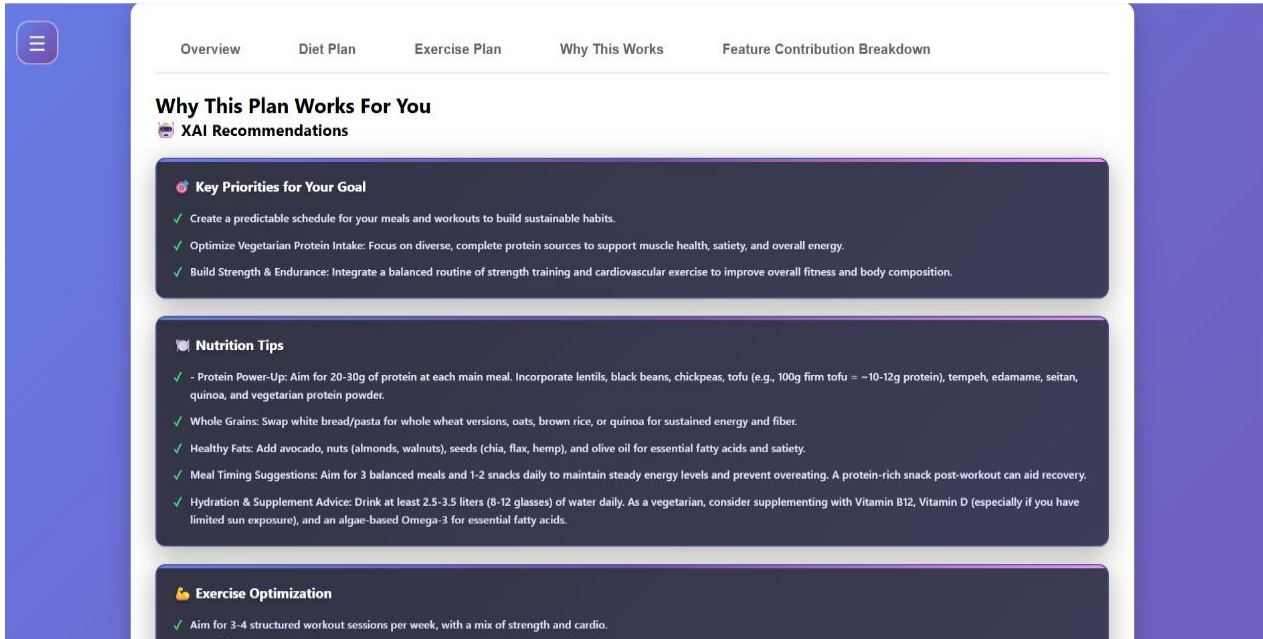 Overview Diet Plan Exercise Plan Why This Works Feature Contribution Breakdown
Why This Plan Works For You
XAI Recommendations
Key Priorities for Your Goal
✓ Create a predictable schedule for your meals and workouts to build sustainable habits.
✓ Optimize Vegetarian Protein Intake: Focus on diverse, complete protein sources to support muscle health, satiety, and overall energy.
✓ Build Strength & Endurance: Integrate a balanced routine of strength training and cardiovascular exercise to improve overall fitness and body composition.
Nutrition Tips
✓ - Protein Power-Up: Aim for 20-30g of protein at each main meal. Incorporate lentils, black beans, chickpeas, tofu (e.g., 100g firm tofu = ~10-12g protein), tempeh, edamame, seitan,
quinoa, and vegetarian protein powder.
✓ Whole Grains: Swap white bread/pasta for whole wheat versions, oats, brown rice, or quinoa for sustained energy and fiber.
✓ Healthy Fats: Add avocado, nuts (almonds, walnuts), seeds (chia, flax, hemp), and olive oil for essential fatty acids and satiety.
✓ Meal Timing Suggestions: Aim for 3 balanced meals and 1-2 snacks daily to maintain steady energy levels and prevent overeating. A protein-rich snack post-workout can aid recovery.
✓ Hydration & Supplement Advice: Drink at least 2.5-3.5 liters (8-12 glasses) of water daily. As a vegetarian, consider supplementing with Vitamin B12, Vitamin D (especially if you have
limited sun exposure), and an algae-based Omega-3 for essential fatty acids.
Exercise Optimization
✓ Aim for 3-4 structured workout sessions per week, with a mix of strength and cardio.